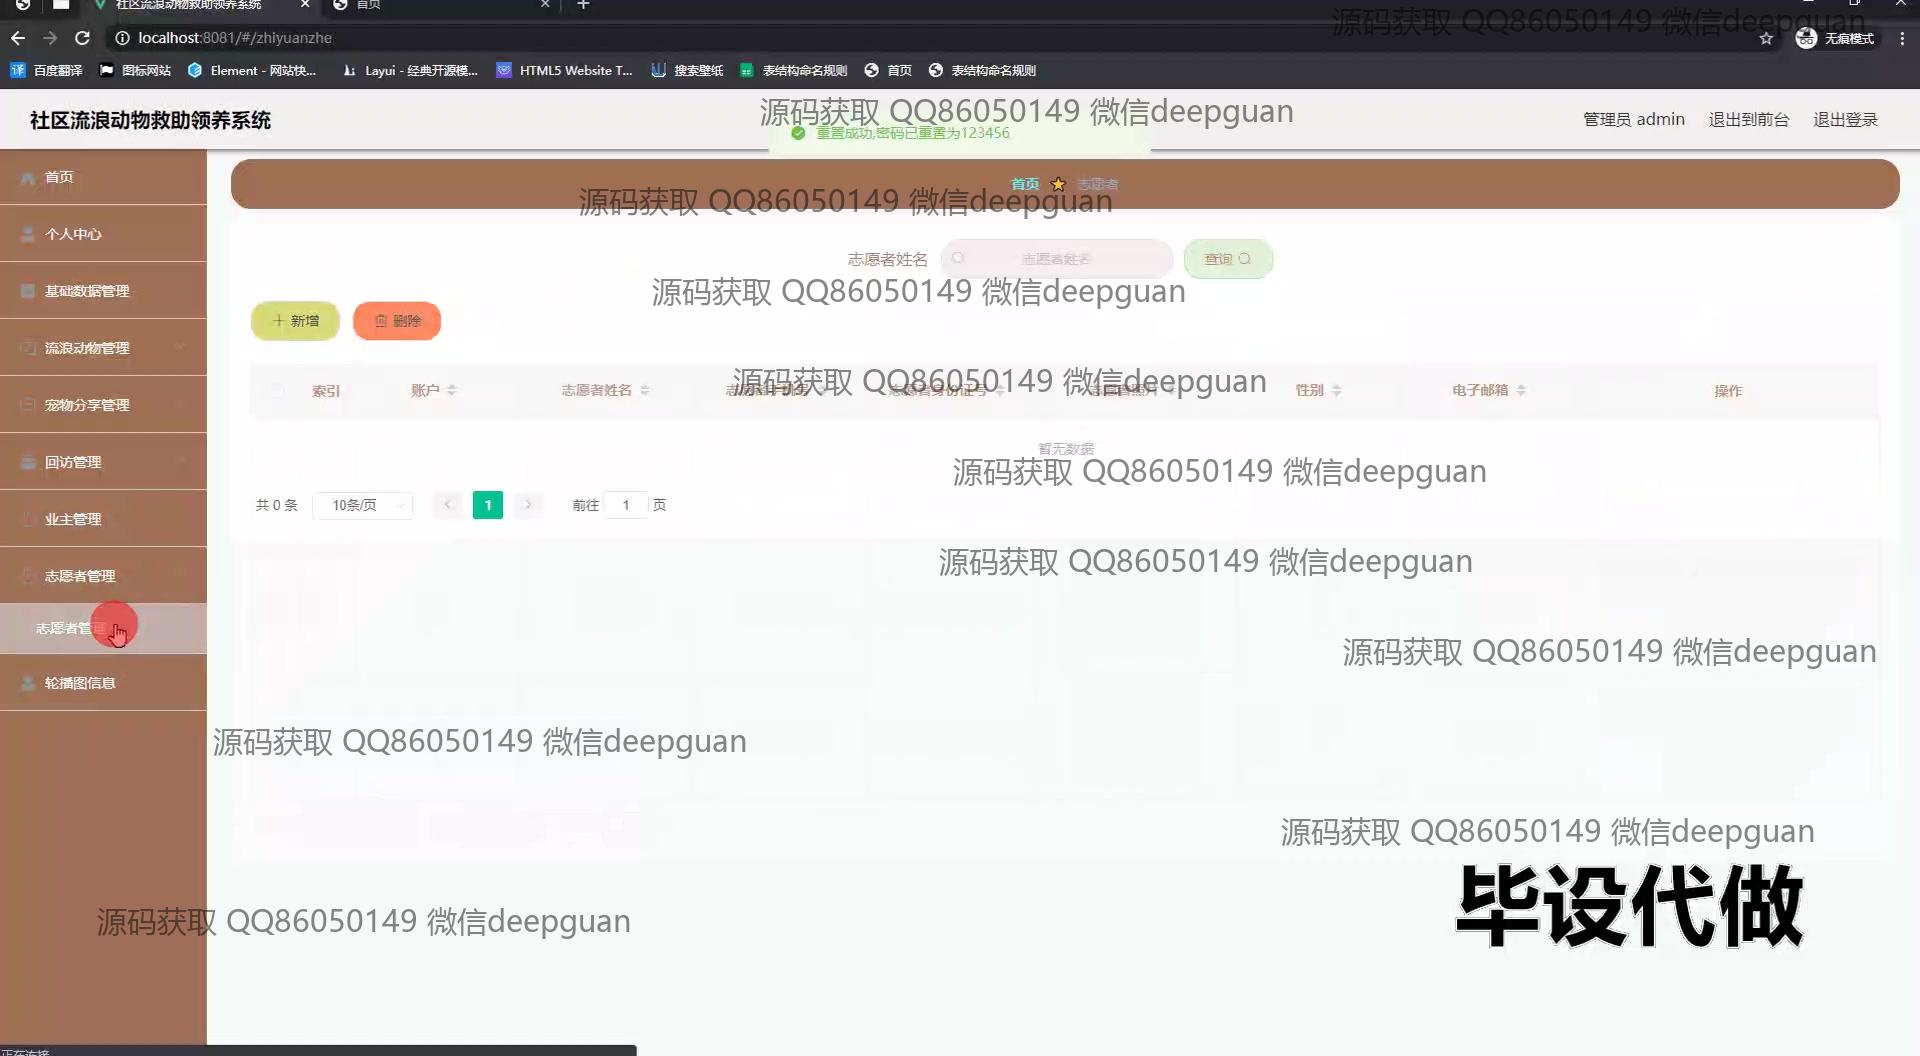 社区流浪动物救助领养系统
首页
localhost:8081/#/zhiyuanzhe
无痕模式
百度翻译
图标网站
Element - 网站快...
Layui - 经典开源模...
HTML5 Website T...
搜索壁纸
表结构命名规则
首页
表结构命名规则
源码获取 QQ86050149 微信deepguan
社区流浪动物救助领养系统
源码获取 QQ86050149 微信deepguan
重置成功,密码已重置为123456
管理员 admin
退出到前台
退出登录
首页
个人中心
基础数据管理
流浪动物管理
宠物分享管理
回访管理
业主管理
志愿者管理
志愿者管理
轮播图信息
首页
志愿者
源码获取 QQ86050149 微信deepguan
志愿者姓名
志愿者姓名
查询
源码获取 QQ86050149 微信deepguan
新增
删除
索引
账户
志愿者姓名
志愿者手机号
志愿者身份证号
志愿者照片
性别
电子邮箱
操作
源码获取 QQ86050149 微信deepguan
暂无数据
源码获取 QQ86050149 微信deepguan
共 0 条
10条/页
1
前往 1 页
源码获取 QQ86050149 微信deepguan
源码获取 QQ86050149 微信deepguan
源码获取 QQ86050149 微信deepguan
源码获取 QQ86050149 微信deepguan
毕设代做
源码获取 QQ86050149 微信deepguan